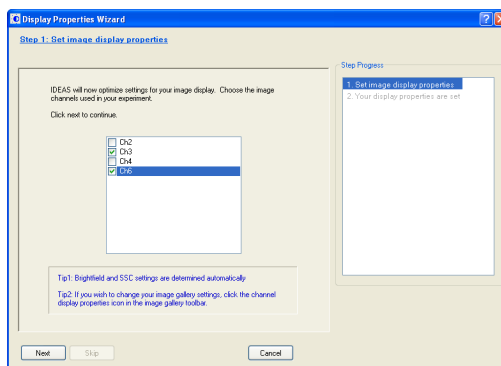 Display Properties Wizard
Step 1: Set image display properties
Step Progress
1. Set image display properties
2. Your display properties are set
IDEAS will now optimize settings for your image display. Choose the image
channels used in your experiment.
Click next to continue.
Ch2
Ch3
Ch4
Ch6
Tip1: Brightfield and SSC settings are determined automatically
Tip2: If you wish to change your image gallery settings, click the channel
display properties icon in the image gallery toolbar.
Next
Skip
Cancel